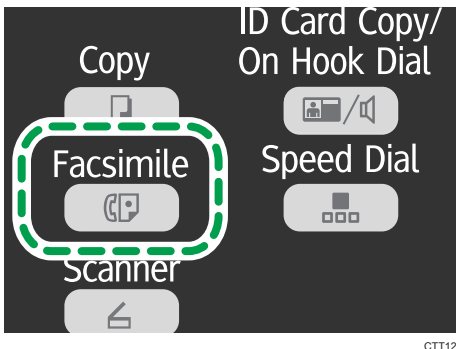 Copy
ID Card Copy/
On Hook Dial
Facsimile
Speed Dial
Scanner
CTT12